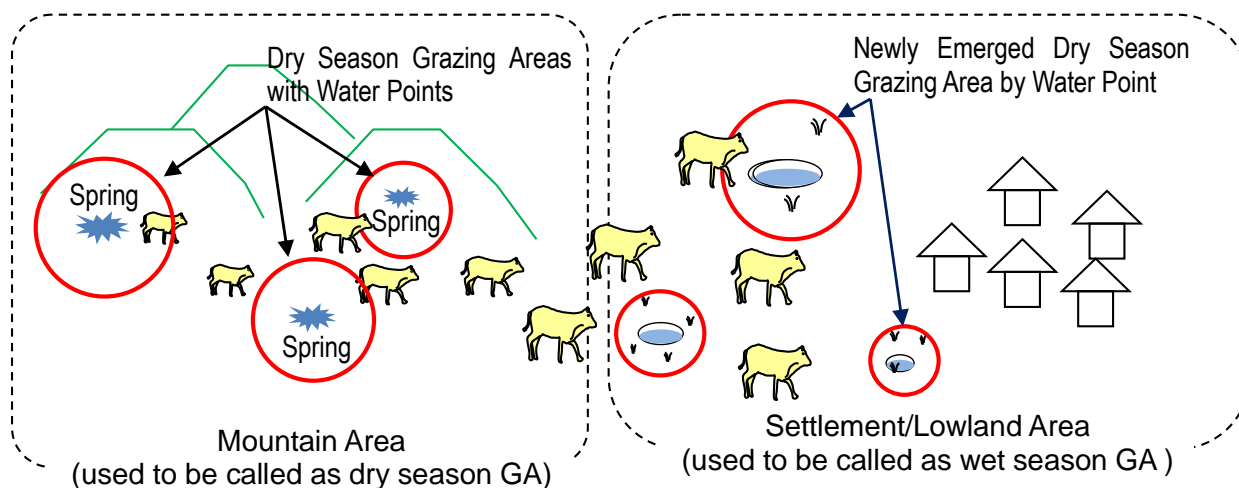 Dry Season Grazing Areas
with Water Points
Spring
Spring
Spring
Mountain Area
(used to be called as dry season GA)
Newly Emerged Dry Season
Grazing Area by Water Point
Settlement/Lowland Area
(used to be called as wet season GA )